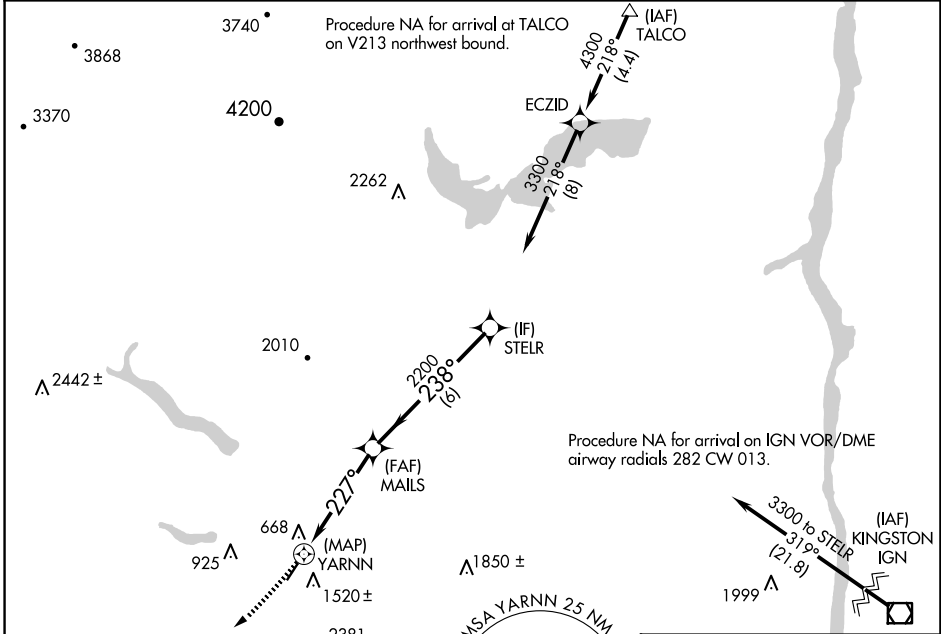 3740
Procedure NA for arrival at TALCO
on V213 northwest bound.
(IAF)
TALCO
3868
4300
218°
(4.4)
ECZID
3370
4200
3300
218°
(8)
2262
(IF)
STELR
2010
2200
238°
(6)
2442 ±
Procedure NA for arrival on IGN VOR/DME
airway radials 282 CW 013.
(FAF)
MAILS
227°
3300 to STELR
319°
(21.8)
(IAF)
KINGSTON
IGN
668
(MAP)
YARNN
925
1850 ±
1520 ±
1999
MSA YARNN 25 NM
2381